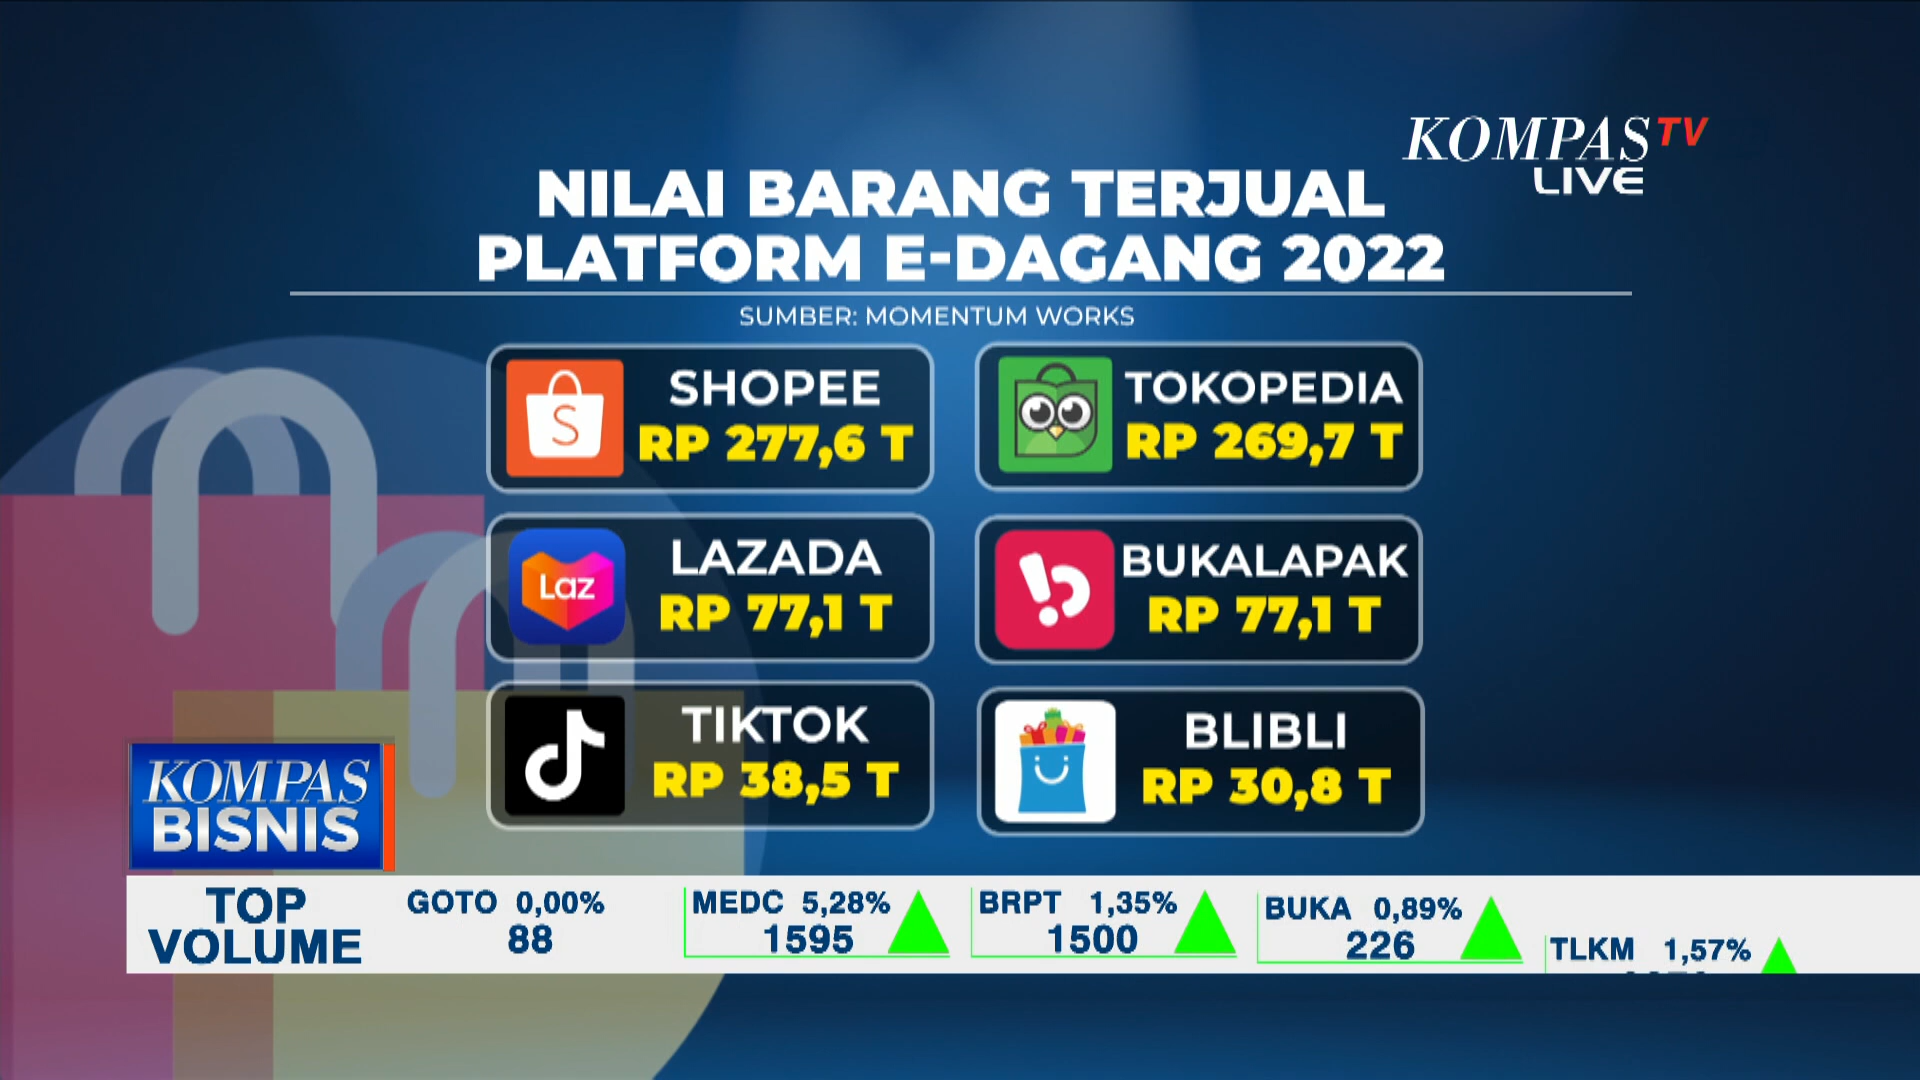 KOMPAS TV
LIVE
NILAI BARANG TERJUAL
PLATFORM E-DAGANG 2022
SUMBER: MOMENTUM WORKS
S
SHOPEE
RP 277,6 T
TOKOPEDIA
RP 269,7 T
Laz
LAZADA
RP 77,1 T
BUKALAPAK
RP 77,1 T
TIKTOK
RP 38,5 T
BLIBLI
RP 30,8 T
KOMPAS
BISNIS
TOP
VOLUME
GOTO 0,00%
88
MEDC 5,28%
1595
BRPT 1,35%
1500
BUKA 0,89%
226
TLKM 1,57%